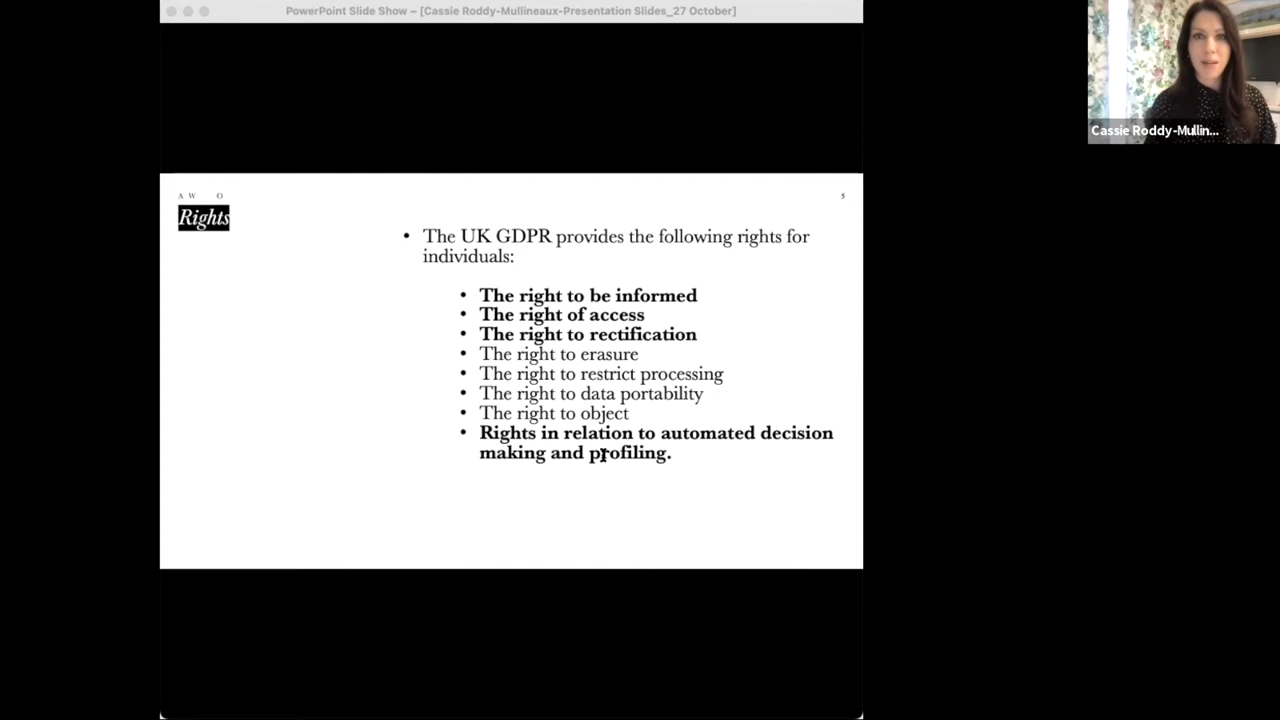 PowerPoint Slide Show – [Cassie Roddy-Mullineaux-Presentation Slides_27 October]
Cassie Roddy-Mullin...
A W O
5
Rights
• The UK GDPR provides the following rights for
individuals:
• The right to be informed
• The right of access
• The right to rectification
• The right to erasure
• The right to restrict processing
• The right to data portability
• The right to object
• Rights in relation to automated decision
making and profiling.